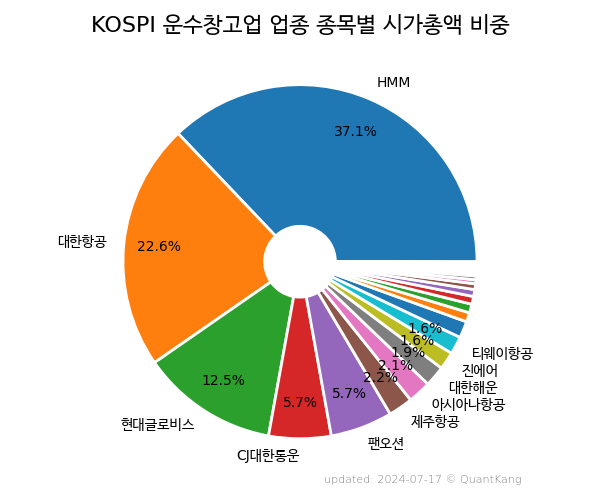 KOSPI 운수창고업 업종 종목별 시가총액 비중
HMM
37.1%
대한항공
22.6%
현대글로비스
12.5%
CJ대한통운
5.7%
팬오션
5.7%
제주항공
2.2%
아시아나항공
2.1%
대한해운
1.9%
진에어
1.6%
티웨이항공
1.6%
updated: 2024-07-17 © QuantKang